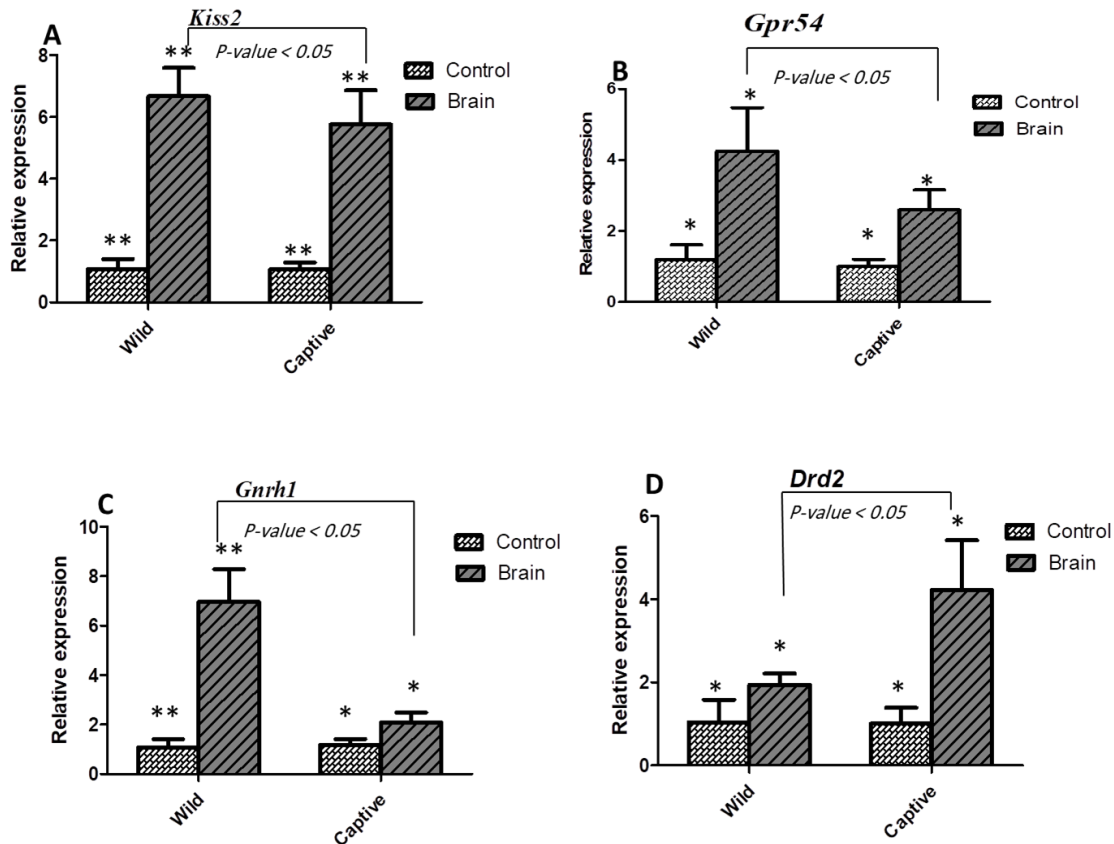 A
Kiss2
P-value < 0.05
**
**
**
**
Relative expression
8
6
4
2
0
Wild
Captive
Control
Brain
B
Gpr54
P-value < 0.05
*
*
*
*
Relative expression
6
4
2
0
Wild
Captive
Control
Brain
C
Gnrh1
P-value < 0.05
**
**
*
*
Relative expression
10
8
6
4
2
0
Wild
Captive
Control
Brain
D
Drd2
P-value < 0.05
*
*
*
*
Relative expression
6
4
2
0
Wild
Captive
Control
Brain